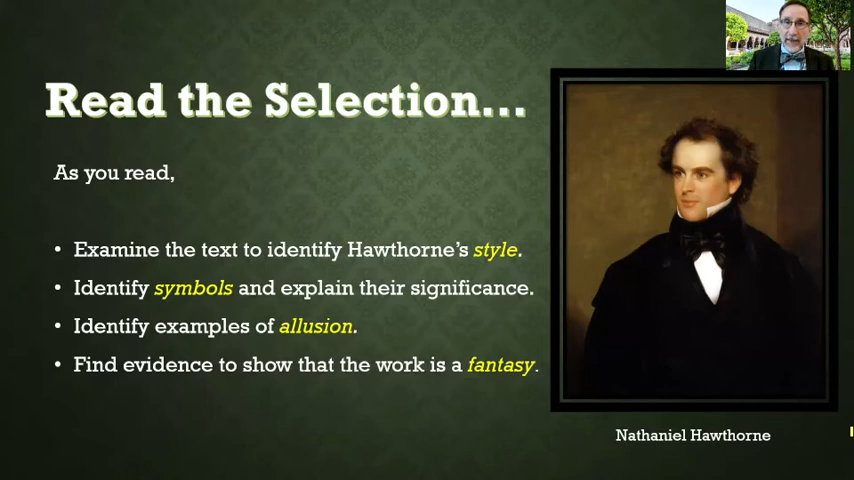 Read the Selection...
As you read,
• Examine the text to identify Hawthorne's style.
• Identify symbols and explain their significance.
• Identify examples of allusion.
• Find evidence to show that the work is a fantasy.
Nathaniel Hawthorne